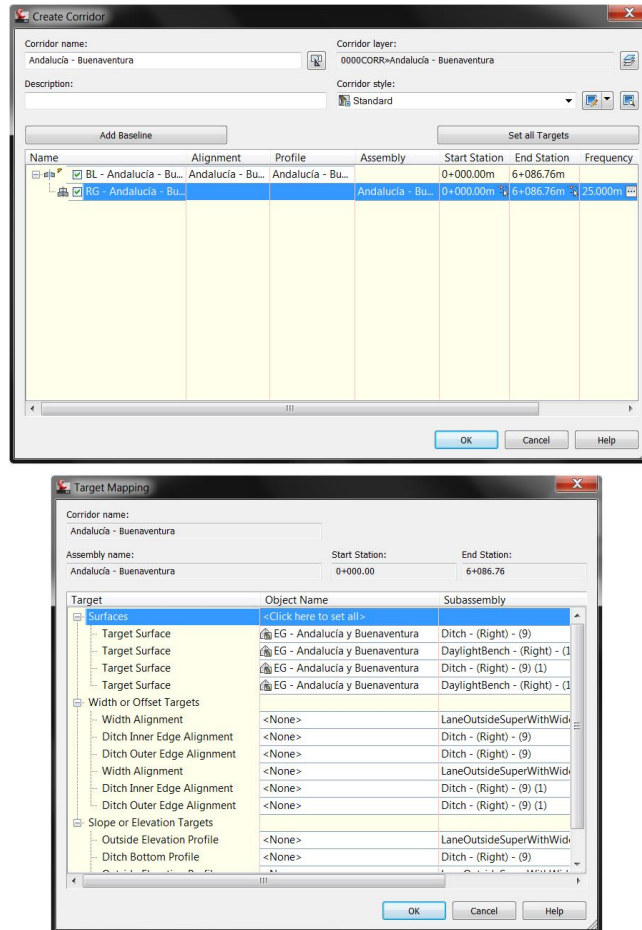 Create Corridor
Corridor name: Corridor layer:
Andalucía - Buenaventura 0000CORR»Andalucía - Buenaventura
Description: Corridor style:
Standard
Add Baseline Set all Targets
Name Alignment Profile Assembly Start Station End Station Frequency
BL - Andalucía - Bu... Andalucía - Bu... Andalucía - Bu... 0+000.00m 6+086.76m
RG - Andalucía - Bu... Andalucía - Bu... 0+000.00m 6+086.76m 25.000m
OK Cancel Help
Target Mapping
Corridor name:
Andalucía - Buenaventura
Assembly name: Start Station: End Station:
Andalucía - Buenaventura 0+000.00 6+086.76
Target Object Name Subassembly
Surfaces <Click here to set all>
Target Surface EG - Andalucía y Buenaventura Ditch - (Right) - (9)
Target Surface EG - Andalucía y Buenaventura DaylightBench - (Right) - (1
Target Surface EG - Andalucía y Buenaventura Ditch - (Right) - (9) (1)
Target Surface EG - Andalucía y Buenaventura DaylightBench - (Right) - (1
Width or Offset Targets
Width Alignment <None> LaneOutsideSuperWithWide
Ditch Inner Edge Alignment <None> Ditch - (Right) - (9)
Ditch Outer Edge Alignment <None> Ditch - (Right) - (9)
Width Alignment <None> LaneOutsideSuperWithWide
Ditch Inner Edge Alignment <None> Ditch - (Right) - (9) (1)
Ditch Outer Edge Alignment <None> Ditch - (Right) - (9) (1)
Slope or Elevation Targets
Outside Elevation Profile <None> LaneOutsideSuperWithWide
Ditch Bottom Profile <None> Ditch - (Right) - (9)
OK Cancel Help